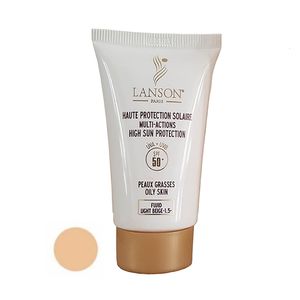 LANSON®
PARIS
HAUTE PROTECTION SOLAIRE
MULTI-ACTIONS
HIGH SUN PROTECTION
UVA + UVB
SPF
50+
PEAUX GRASSES
OILY SKIN
FLUID
LIGHT BEIGE-1.5-